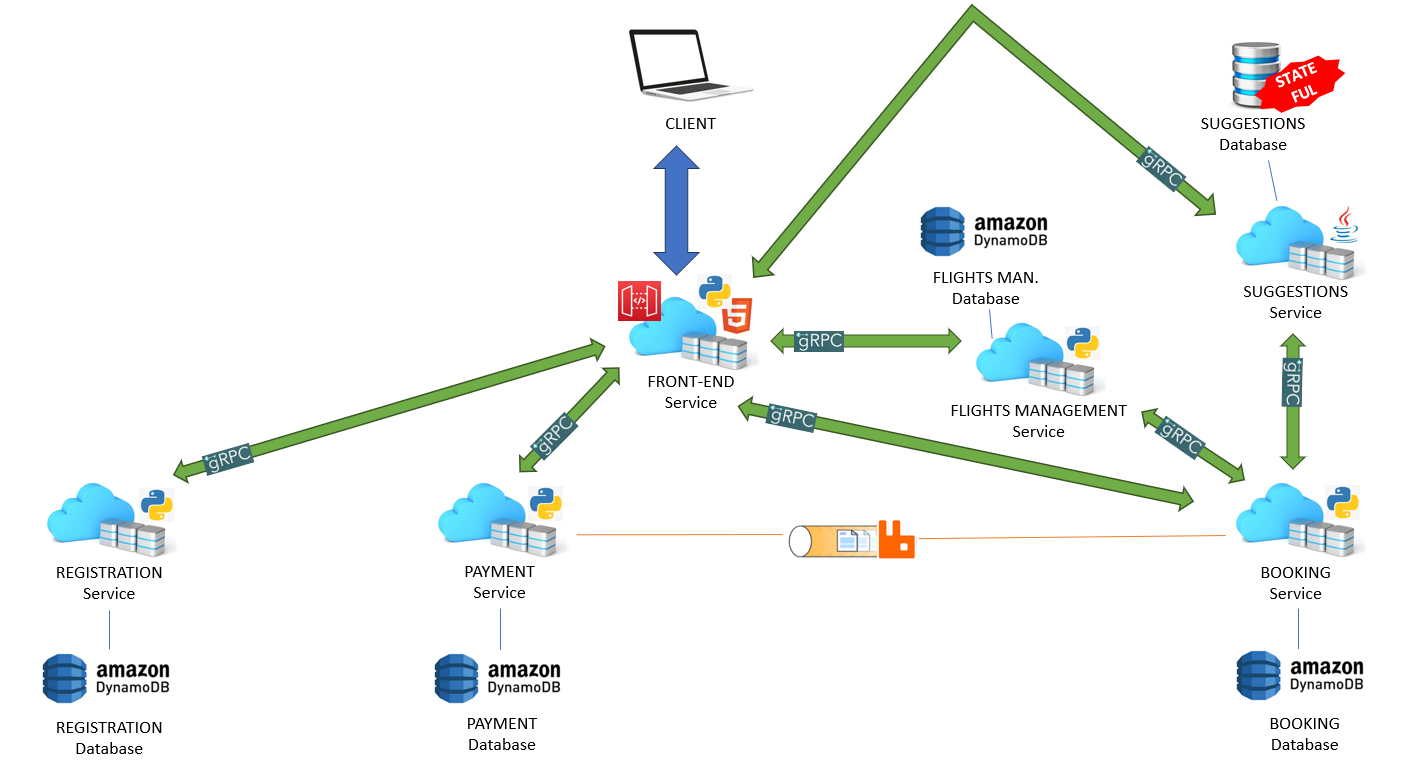 CLIENT
STATE
FUL
SUGGESTIONS
Database
gRPC
amazon
DynamoDB
FLIGHTS MAN.
Database
SUGGESTIONS
Service
5
gRPC
FRONT-END
Service
FLIGHTS MANAGEMENT
Service
gRPC
gRPC
gRPC
gRPC
gRPC
REGISTRATION
Service
PAYMENT
Service
BOOKING
Service
amazon
DynamoDB
amazon
DynamoDB
amazon
DynamoDB
REGISTRATION
Database
PAYMENT
Database
BOOKING
Database